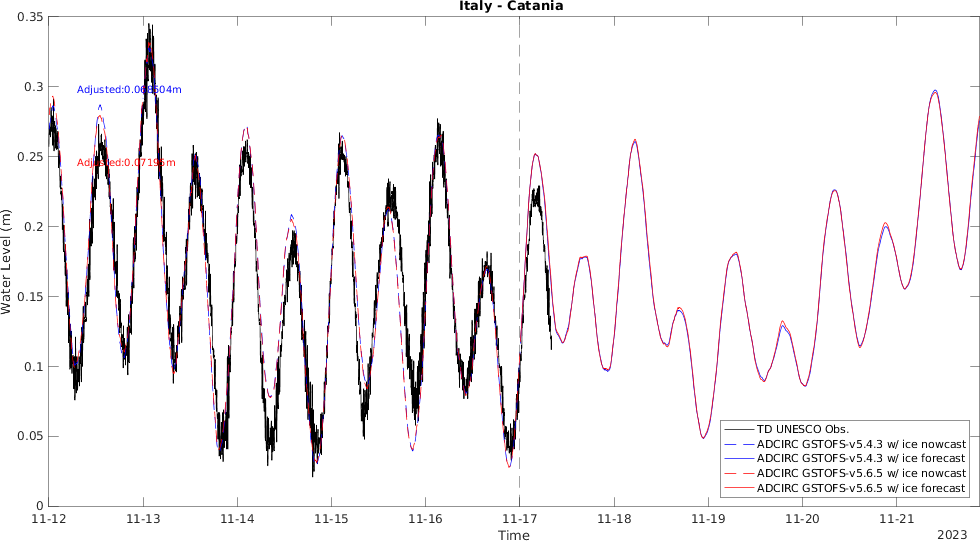 Italy - Catania
0.35
0.3
0.25
0.2
0.15
0.1
0.05
0
Water Level (m)
Adjusted:0.068604m
Adjusted:0.07195m
TD UNESCO Obs.
ADCIRC GSTOFS-v5.4.3 w/ ice nowcast
ADCIRC GSTOFS-v5.4.3 w/ ice forecast
ADCIRC GSTOFS-v5.6.5 w/ ice nowcast
ADCIRC GSTOFS-v5.6.5 w/ ice forecast
11-12 11-13 11-14 11-15 11-16 11-17 11-18 11-19 11-20 11-21
Time
2023